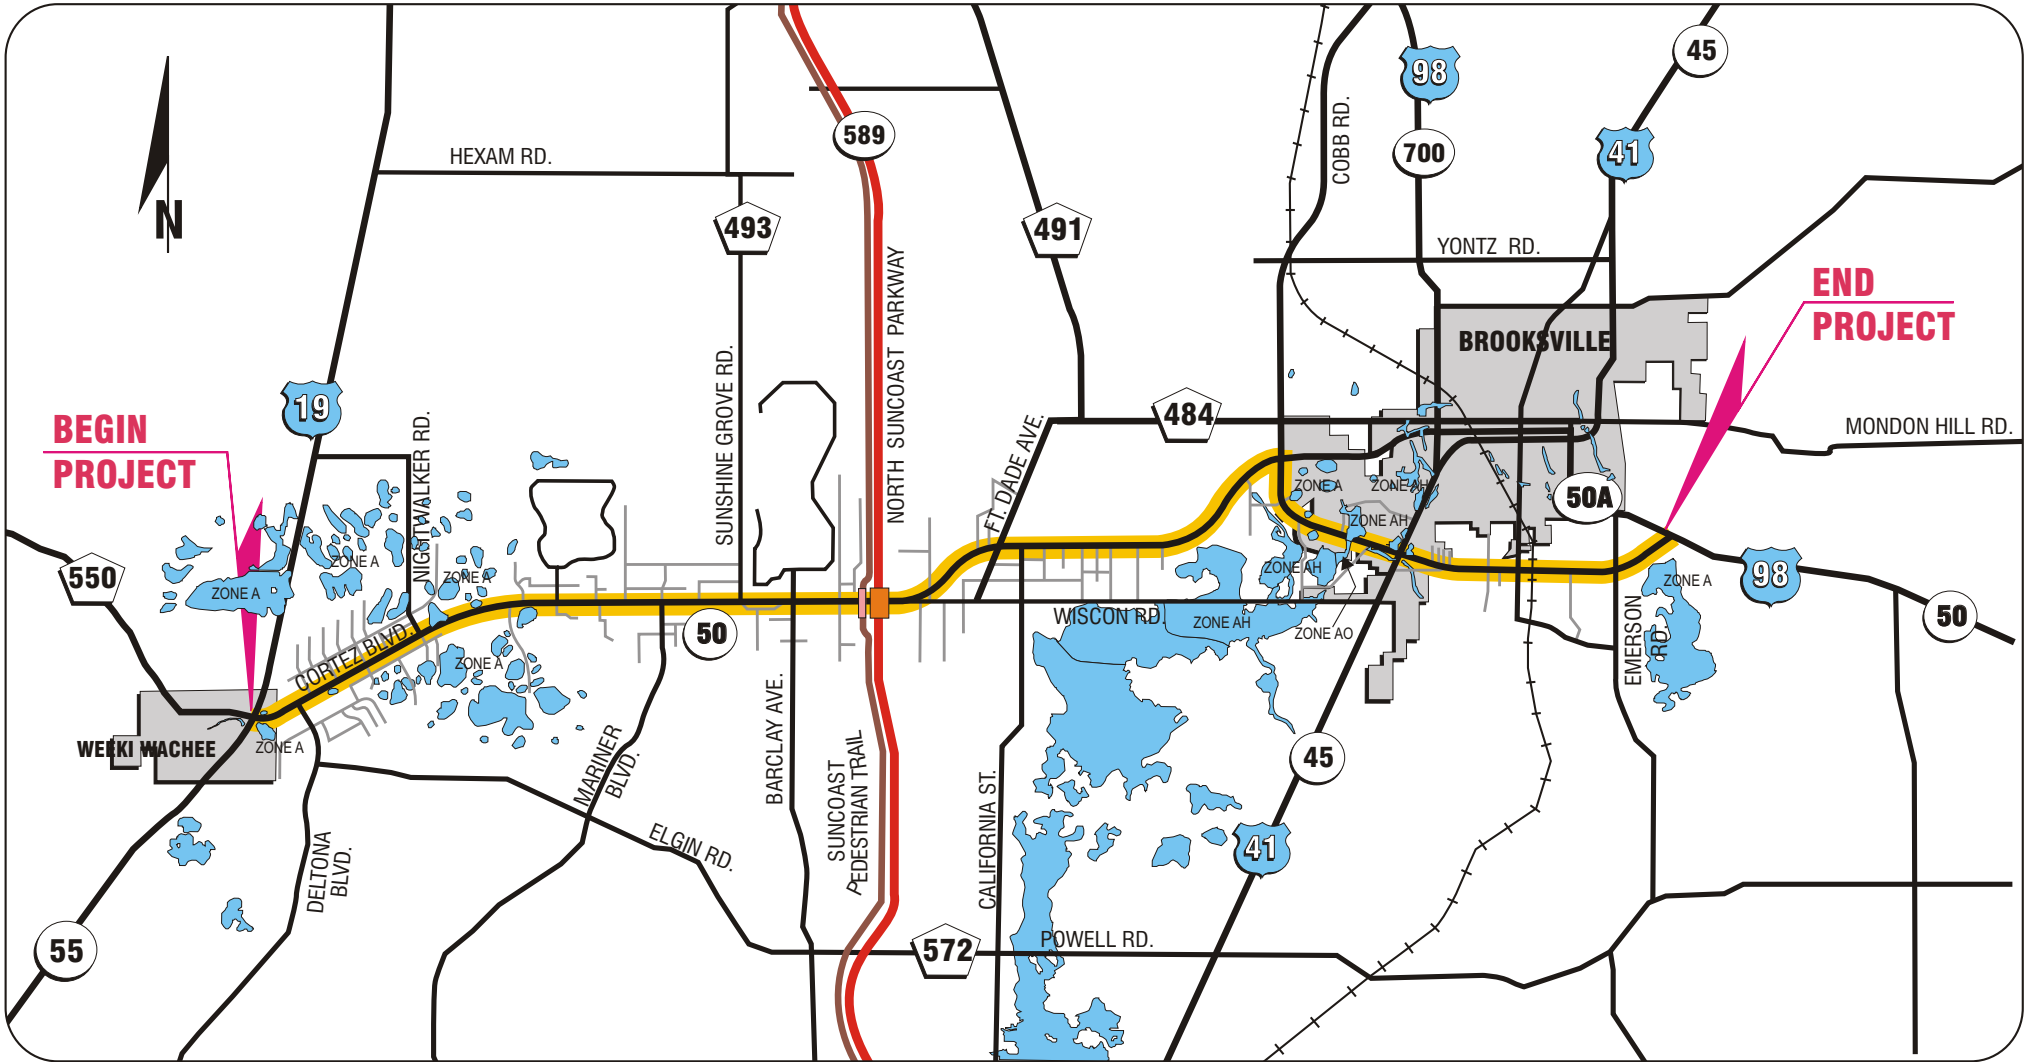 45
98
589
COBB RD.
700
41
HEXAM RD.
N
493
491
YONTZ RD.
NORTH SUNCOAST PARKWAY
END
PROJECT
BROOKSVILLE
SUNSHINE GROVE RD.
19
BEGIN
PROJECT
NIGHTWALKER RD.
484
FT. DADE AVE.
MONDON HILL RD.
ZONE A
ZONE AH
50A
ZONE AH
ZONE A
ZONE A
ZONE AH
550
ZONE A
ZONE A
98
WISCON RD.
ZONE AH
ZONE AO
50
50
EMERSON
RD.
CORTEZ BLVD.
ZONE A
WEEKI WACHEE
ZONE A
MARINER
BLVD.
BARCLAY AVE.
SUNCOAST
PEDESTRIAN TRAIL
45
CALIFORNIA ST.
DELTONA
BLVD.
ELGIN RD.
41
55
572
POWELL RD.